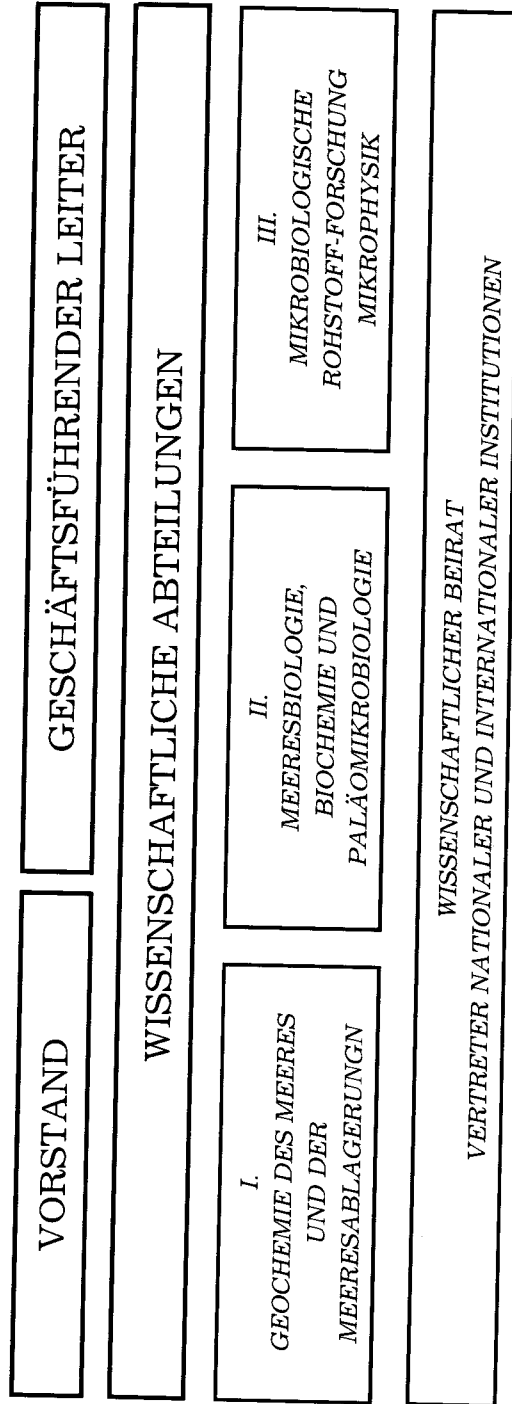 VORSTAND
GESCHÄFTSFÜHRENDER LEITER
WISSENSCHAFTLICHE ABTEILUNGEN
I.
GEOCHEMIE DES MEERES
UND DER
MEERESABLAGERUNGN
II.
MEERESBIOLOGIE,
BIOCHEMIE UND
PALÄOMIKROBIOLOGIE
III.
MIKROBIOLOGISCHE
ROHSTOFF-FORSCHUNG
MIKROPHYSIK
WISSENSCHAFTLICHER BEIRAT
VERTRETER NATIONALER UND INTERNATIONALER INSTITUTIONEN